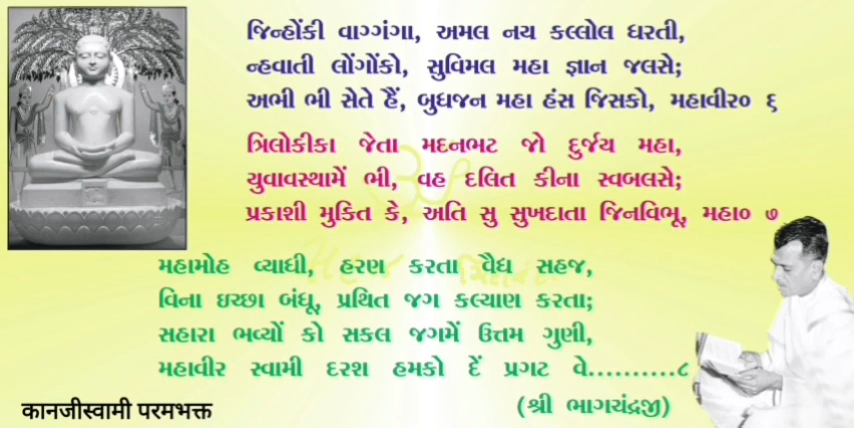 જિન્હોંકી વાગ્ગંગા, અમલ નય કલ્લોલ ધરતી,
ન્હવાતી લોંગોંકો, સુવિમલ મહા જ્ઞાન જલસે;
અભી ભી સેતે હૈં, બુધજન મહા હંસ જિસકો, મહાવીર૦ ૬
ત્રિલોકીકા જેતા મદનભટ જો દુર્જય મહા,
યુવાવસ્થામેં ભી, વહ દલિત કીના સ્વબલસે;
પ્રકાશી મુક્તિ કે, અતિ સુ સુખદાતા જિનવિભૂ, મહા૦ ૭
મહામોહ વ્યાધી, હરણ કરતા વૈદ્ય સહજ,
વિના ઇચ્છા બંધૂ, પ્રથિત જગ કલ્યાણ કરતા;
સહારા ભવ્યોં કો સકલ જગમેં ઉત્તમ ગુણી,
મહાવીર સ્વામી દરશ હમકો દેં પ્રગટ વે..........૮
(શ્રી ભાગચંદ્રજી)
कानजीस्वामी परमभक्त
ૐ
સહજ